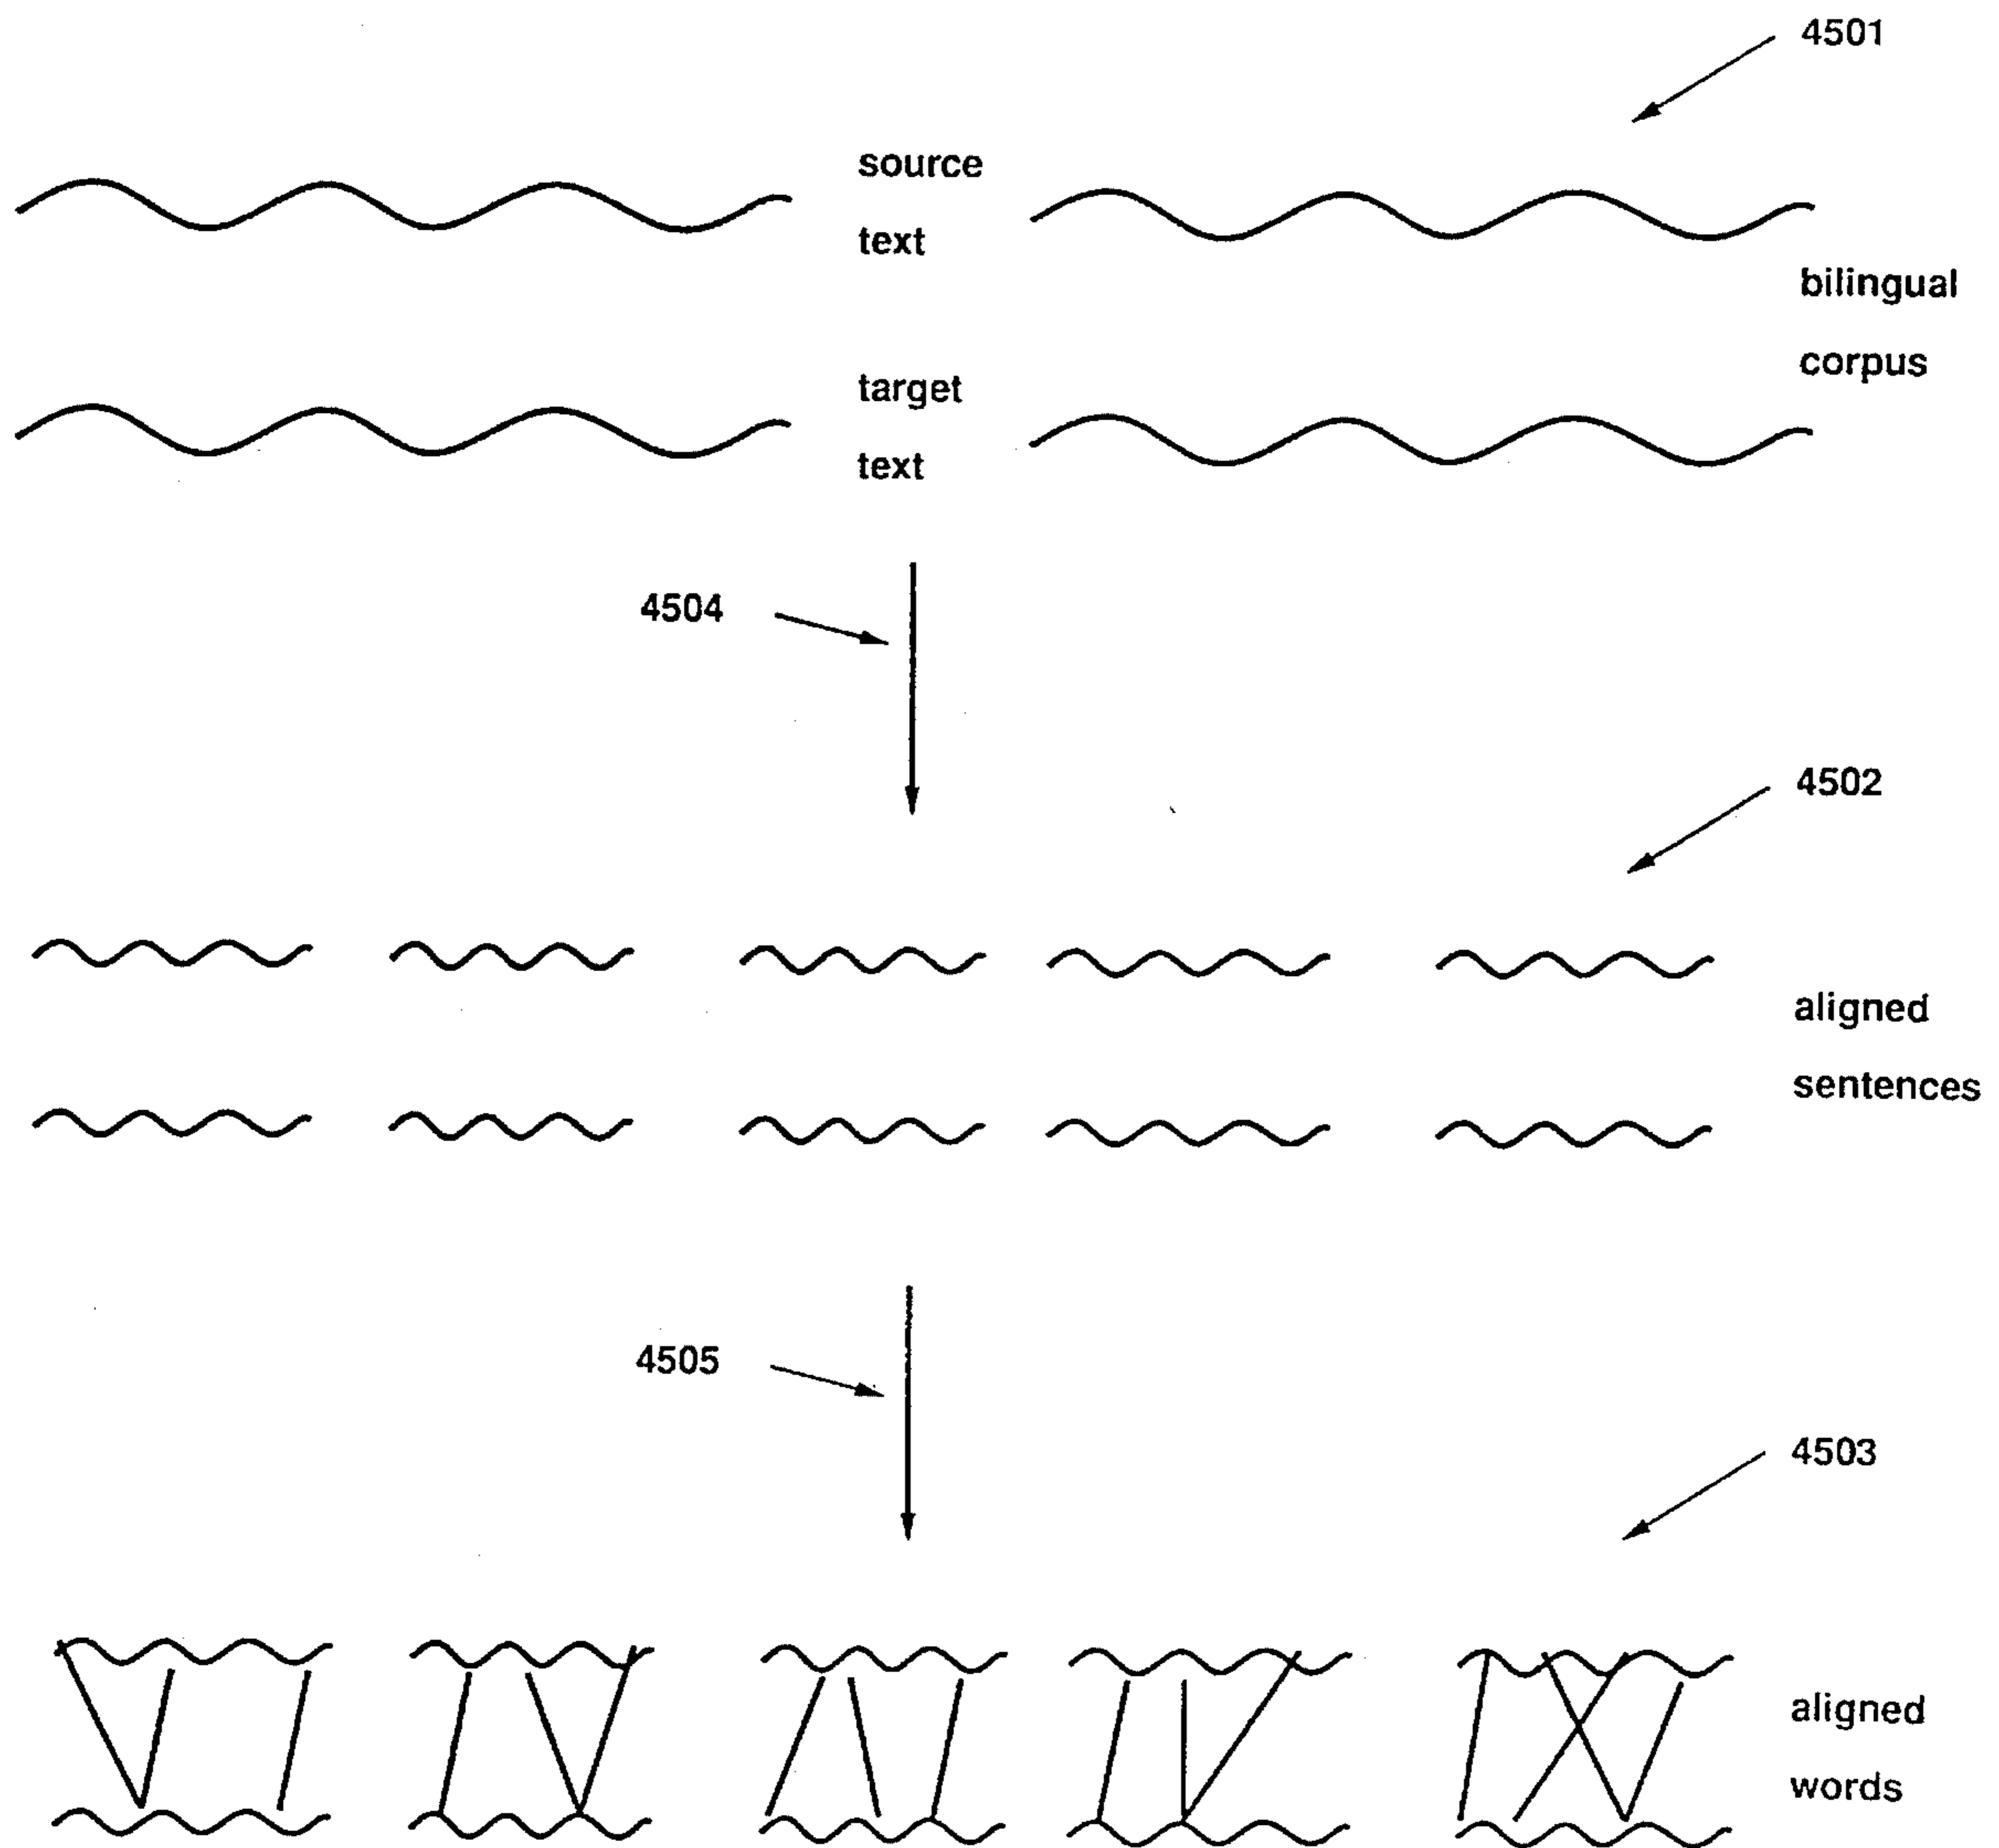 4501
source
text
bilingual
corpus
target
text
4504
4502
aligned
sentences
4505
4503
aligned
words